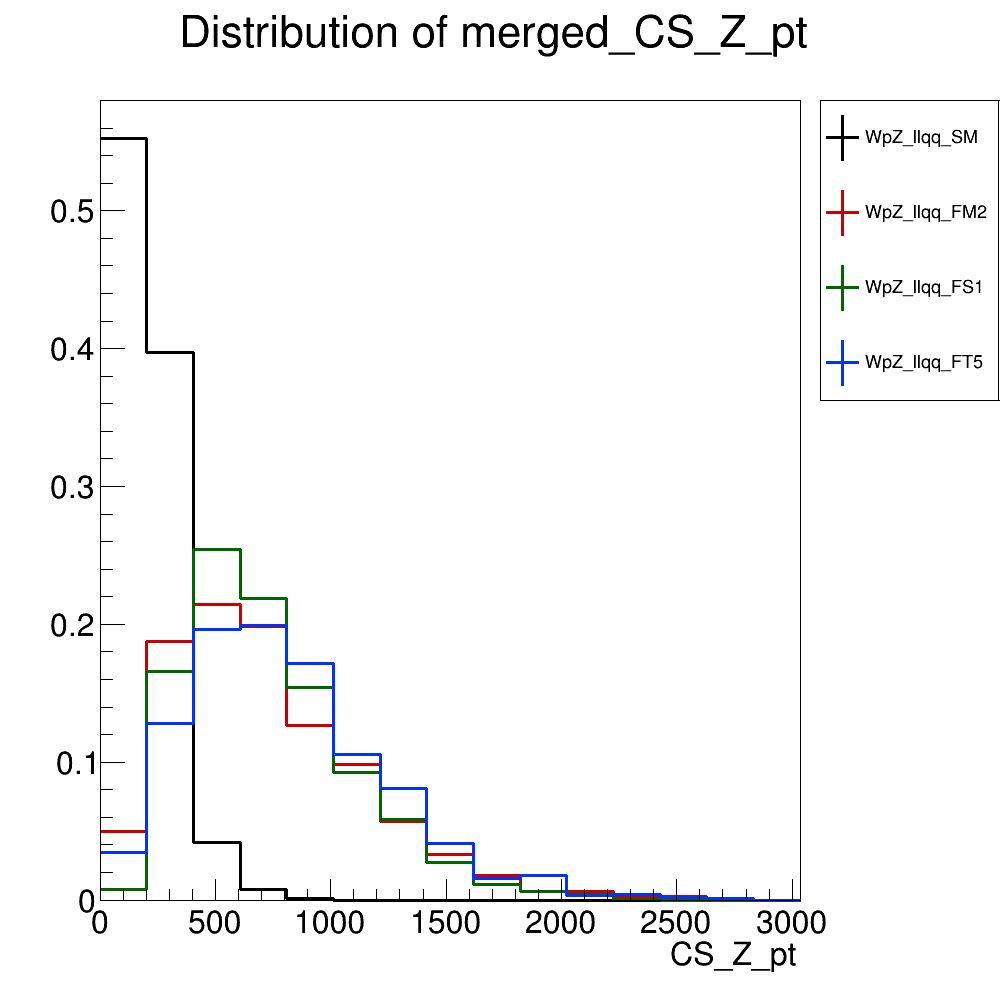 Distribution of merged_CS_Z_pt
WpZ_llqq_SM
WpZ_llqq_FM2
WpZ_llqq_FS1
WpZ_llqq_FT5
0.5
0.4
0.3
0.2
0.1
0
0 500 1000 1500 2000 2500 3000
CS_Z_pt